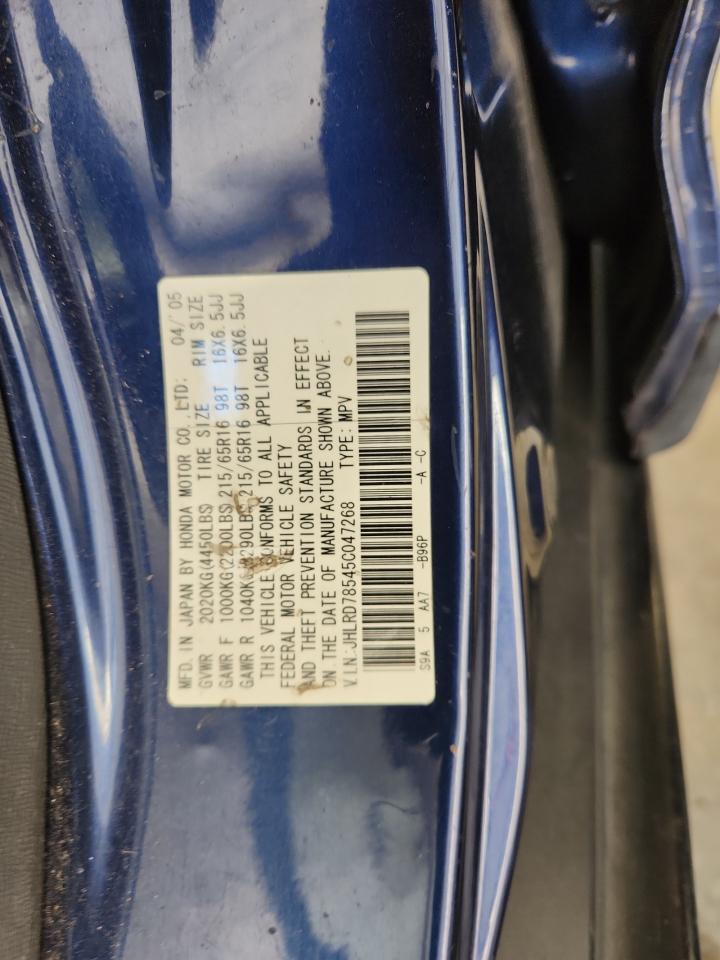 MFD. IN JAPAN BY HONDA MOTOR CO., LTD: 04/'05
GVWR 2020KG(4450LBS) TIRE SIZE RIM SIZE
GAWR F 1000KG(2200LBS) 215/65R16 98T 16X6.5JJ
GAWR R 1040KG(2290LBS) 215/65R16 98T 16X6.5JJ
THIS VEHICLE CONFORMS TO ALL APPLICABLE
FEDERAL MOTOR VEHICLE SAFETY
AND THEFT PREVENTION STANDARDS IN EFFECT
ON THE DATE OF MANUFACTURE SHOWN ABOVE.
V.I.N.:JHLRD78545C047268 TYPE: MPV
S9A 5 AA7 -B96P -A -C